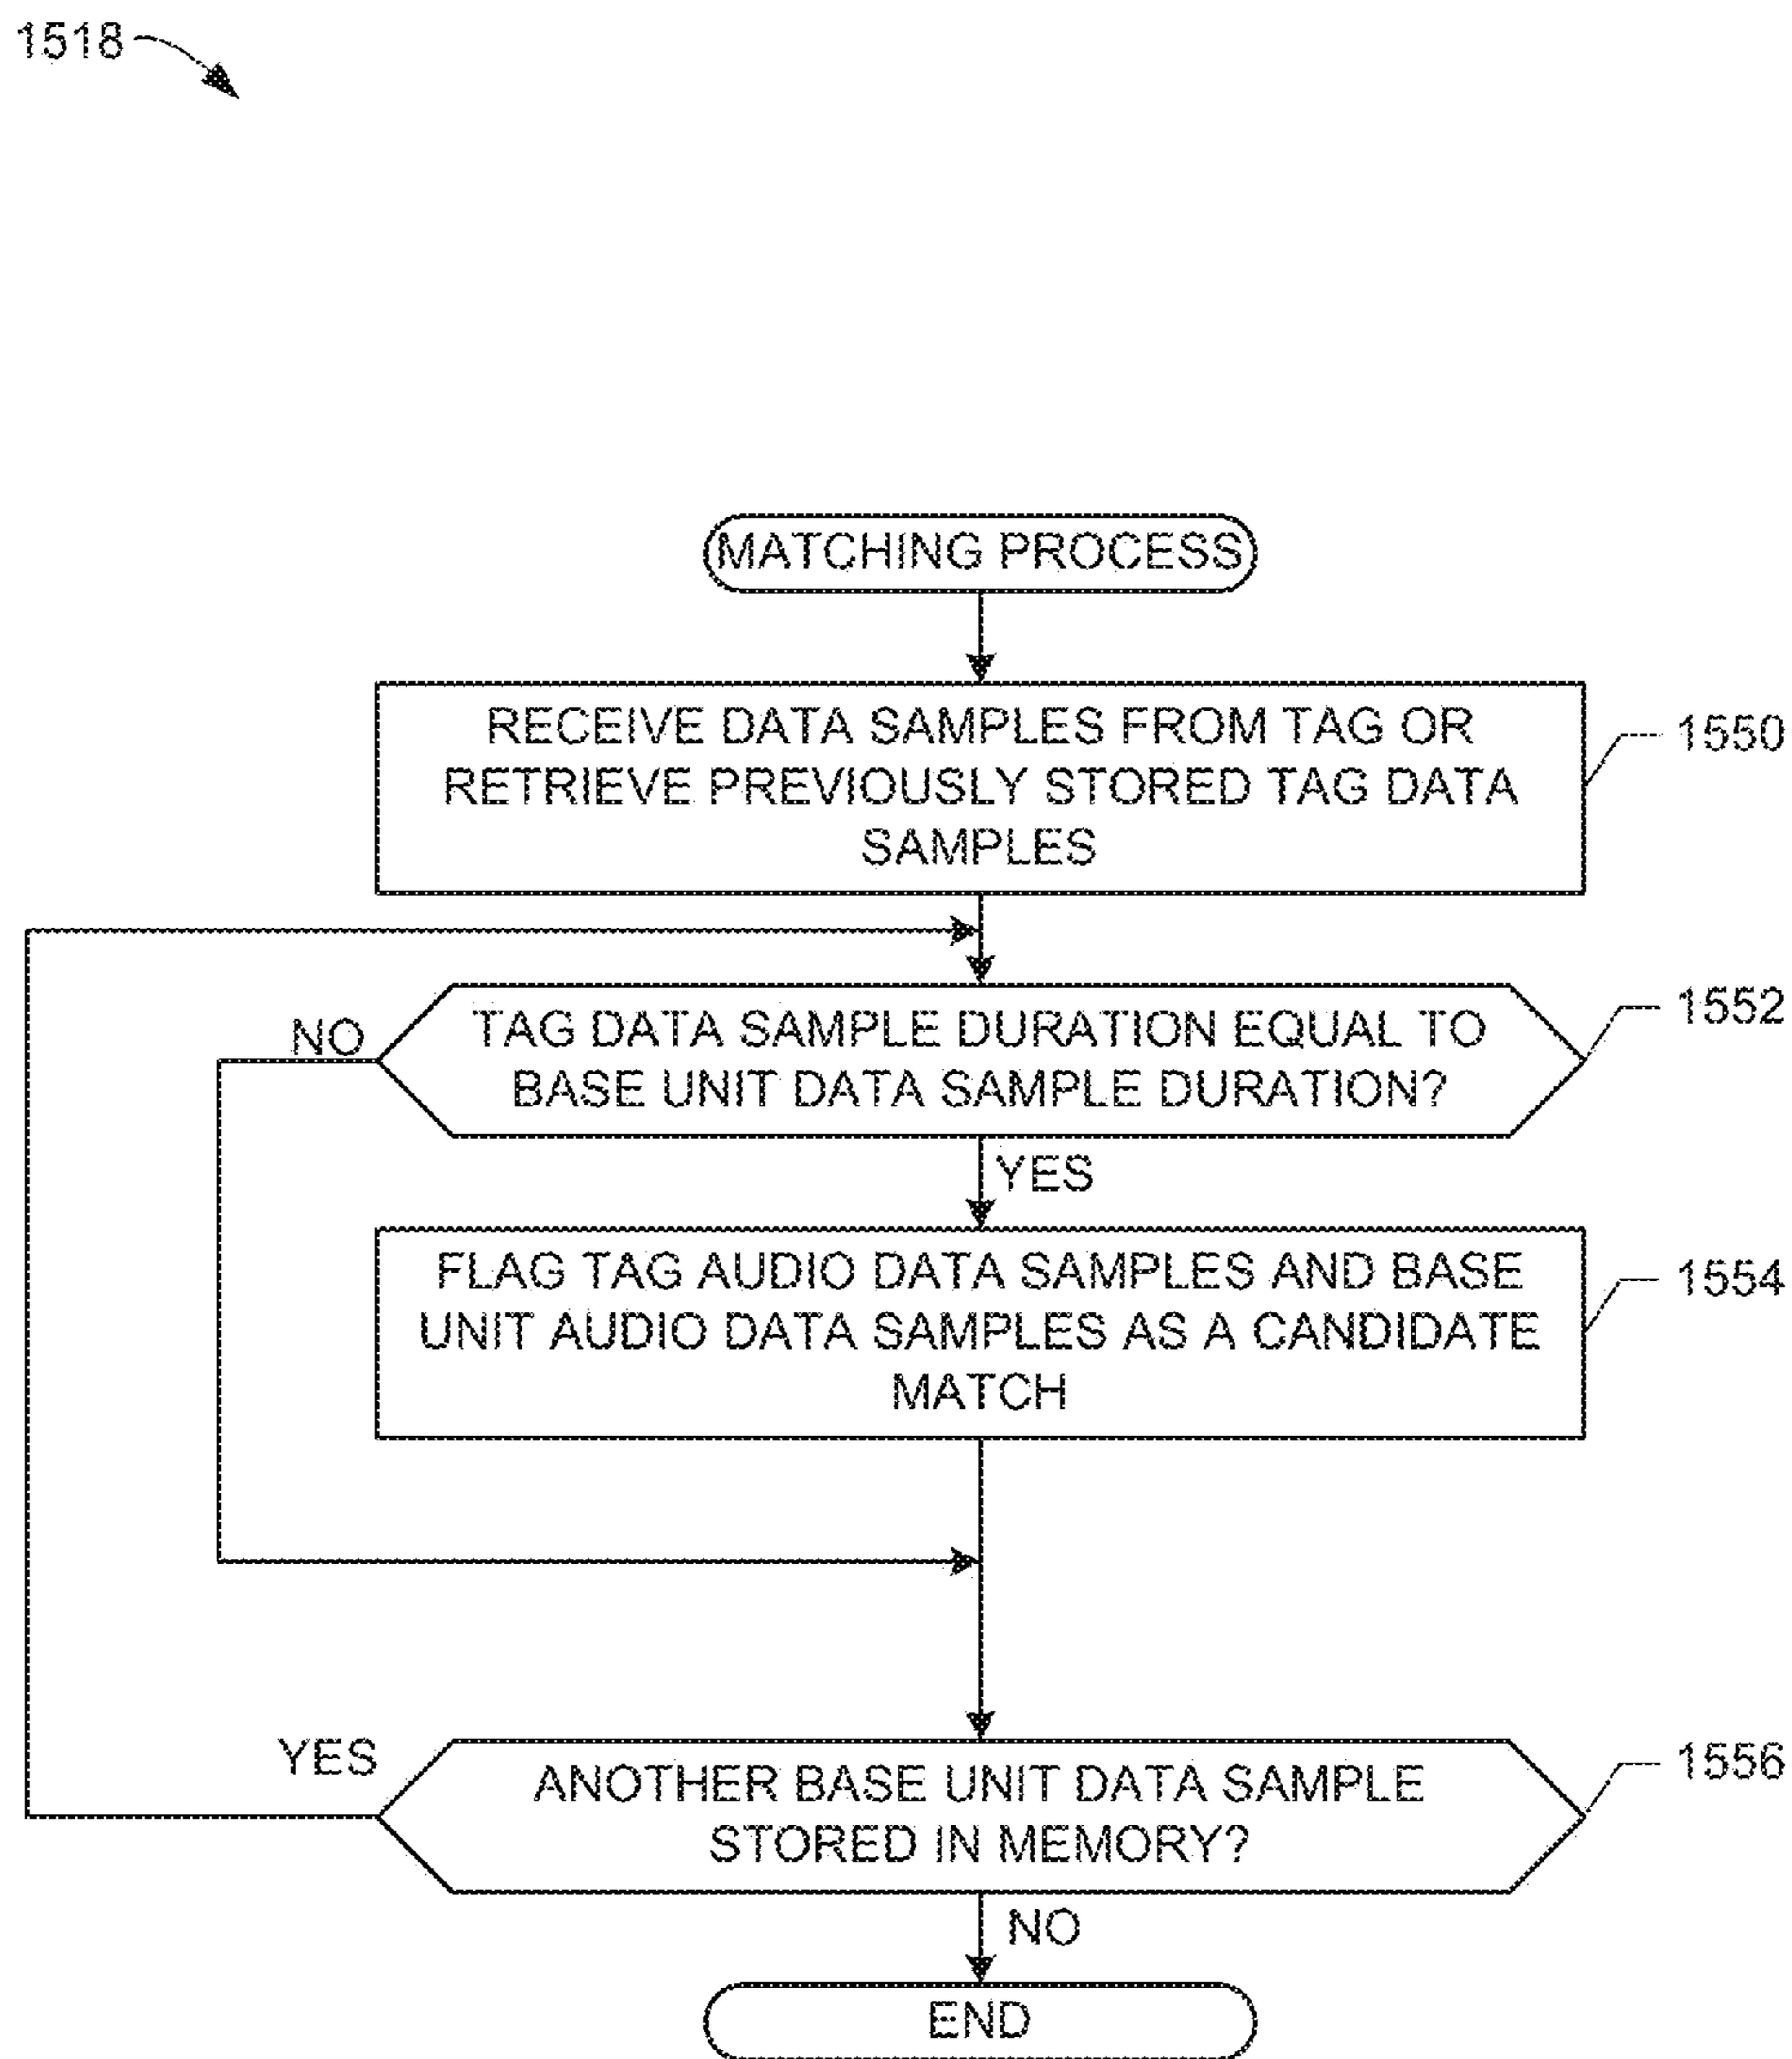 1518
MATCHING PROCESS
RECEIVE DATA SAMPLES FROM TAG OR
RETRIEVE PREVIOUSLY STORED TAG DATA
SAMPLES
1550
TAG DATA SAMPLE DURATION EQUAL TO
BASE UNIT DATA SAMPLE DURATION?
1552
NO
YES
FLAG TAG AUDIO DATA SAMPLES AND BASE
UNIT AUDIO DATA SAMPLES AS A CANDIDATE
MATCH
1554
ANOTHER BASE UNIT DATA SAMPLE
STORED IN MEMORY?
1556
YES
NO
END